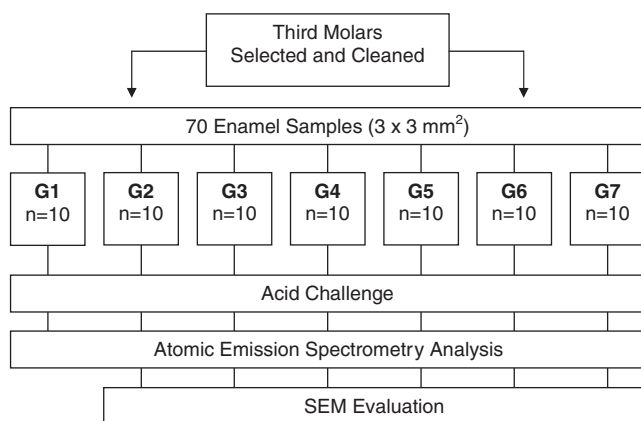 Third Molars
Selected and Cleaned
70 Enamel Samples (3 x 3 mm²)
G1 G2 G3 G4 G5 G6 G7
n=10 n=10 n=10 n=10 n=10 n=10 n=10
Acid Challenge
Atomic Emission Spectrometry Analysis
SEM Evaluation